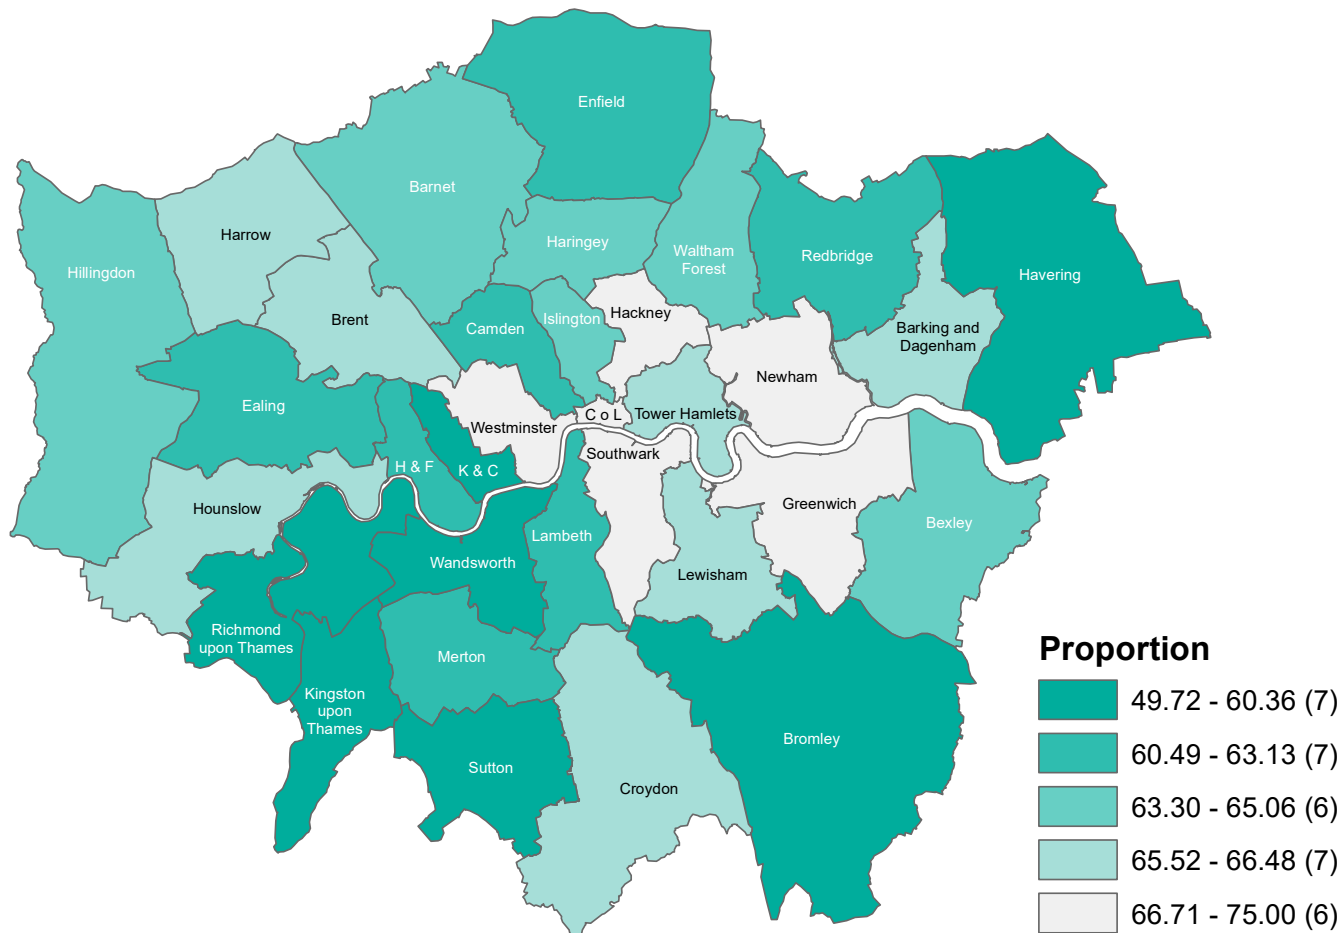 Enfield
Barnet
Harrow
Haringey
Waltham
Forest
Redbridge
Hillingdon
Havering
Brent
Camden
Islington
Hackney
Barking and
Dagenham
Newham
Ealing
Westminster
C o L
Tower Hamlets
H & F
K & C
Southwark
Hounslow
Greenwich
Bexley
Lambeth
Wandsworth
Lewisham
Richmond
upon Thames
Merton
Kingston
upon
Thames
Sutton
Croydon
Bromley
Proportion
49.72 - 60.36 (7)
60.49 - 63.13 (7)
63.30 - 65.06 (6)
65.52 - 66.48 (7)
66.71 - 75.00 (6)